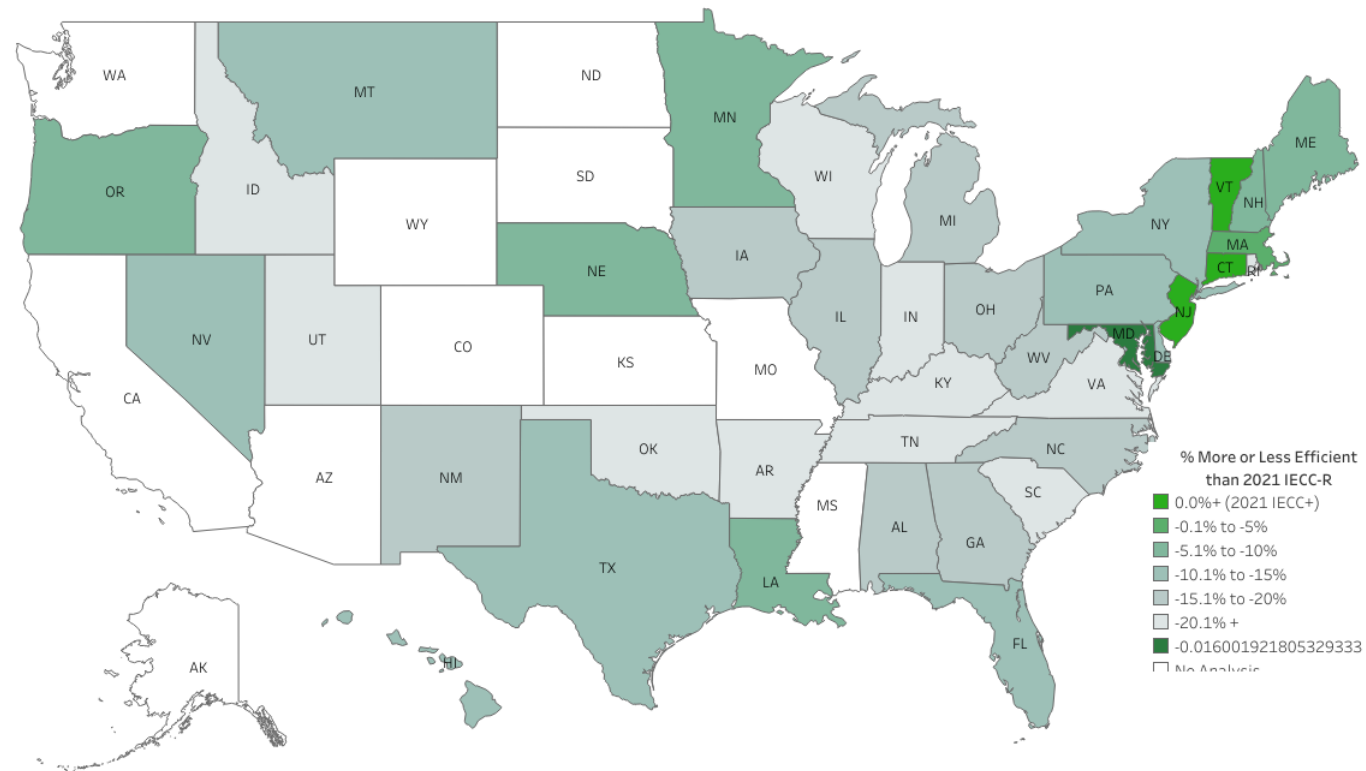 WA
MT
ND
MN
ME
OR
ID
SD
WI
VT
NH
WY
MI
NY
MA
NE
IA
CT
RI
PA
NV
UT
IL
IN
OH
NJ
CO
MD
WV
DE
KS
MO
KY
VA
CA
OK
TN
NC
AZ
NM
AR
SC
MS
AL
GA
TX
LA
FL
HI
AK
% More or Less Efficient
than 2021 IECC-R
0.0%+ (2021 IECC+)
-0.1% to -5%
-5.1% to -10%
-10.1% to -15%
-15.1% to -20%
-20.1% +
-0.016001921805329333
No Analysis